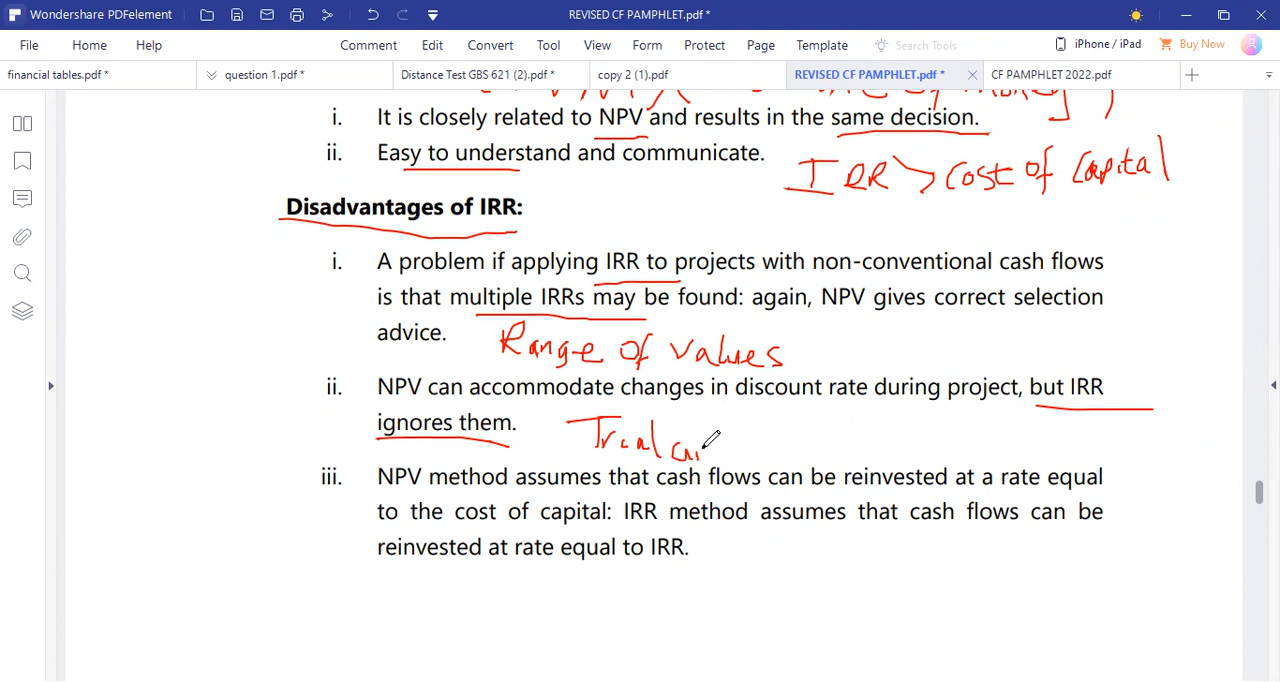 Wondershare PDFelement
REVISED CF PAMPHLET.pdf *
File Home Help Comment Edit Convert Tool View Form Protect Page Template Search Tools iPhone / iPad Buy Now
financial tables.pdf * question 1.pdf * Distance Test GBS 621 (2).pdf * copy 2 (1).pdf REVISED CF PAMPHLET.pdf * CF PAMPHLET 2022.pdf
i. It is closely related to NPV and results in the same decision.
ii. Easy to understand and communicate.
IRR > Cost of Capital
Disadvantages of IRR:
i. A problem if applying IRR to projects with non-conventional cash flows
is that multiple IRRs may be found: again, NPV gives correct selection
advice.
Range of values
ii. NPV can accommodate changes in discount rate during project, but IRR
ignores them.
Trial
iii. NPV method assumes that cash flows can be reinvested at a rate equal
to the cost of capital: IRR method assumes that cash flows can be
reinvested at rate equal to IRR.